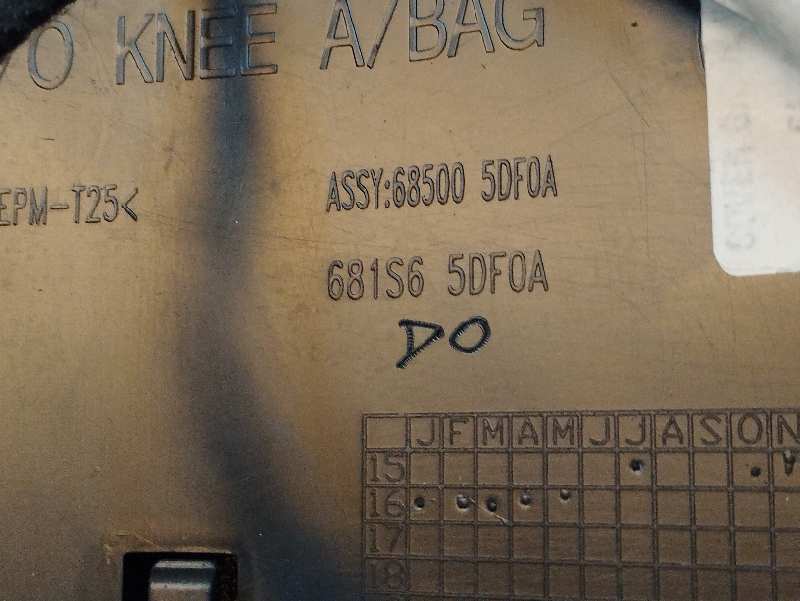 /O KNEE A/BAG
EPM-T25<
ASSY:68500 5DF0A
681S6 5DF0A
DO
J F M A M J J A S O N
15
16
17
18